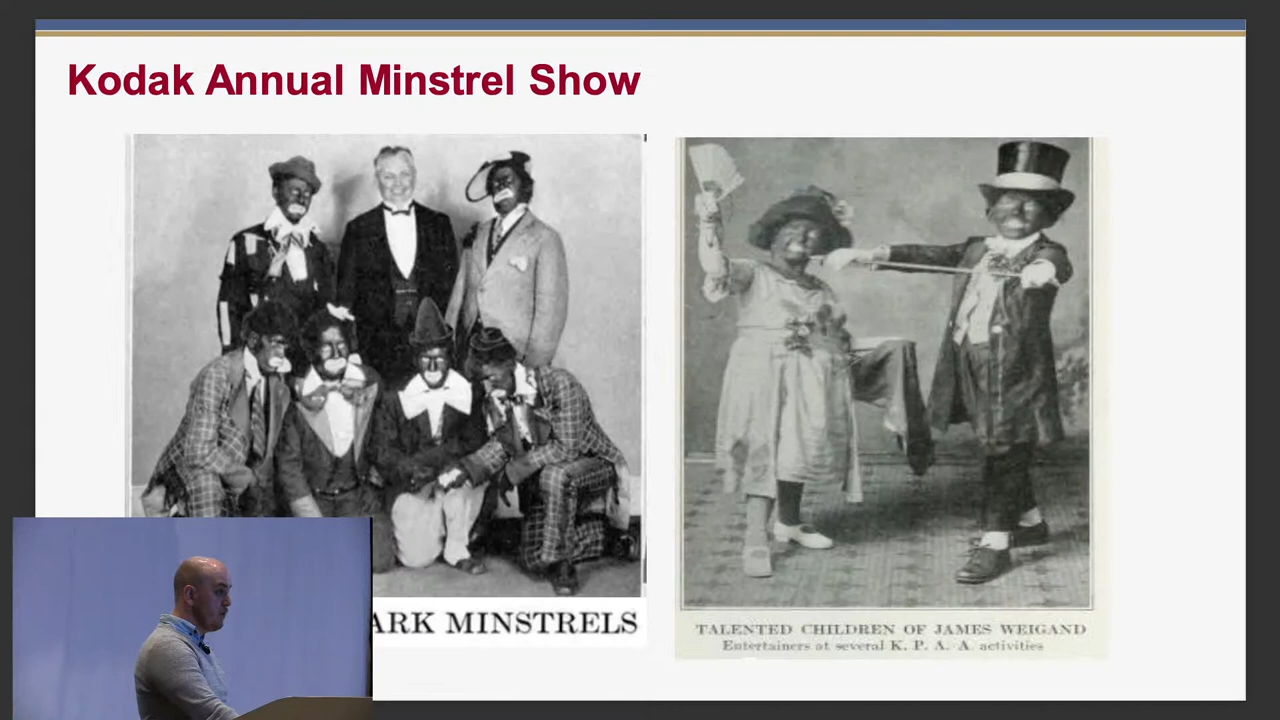 Kodak Annual Minstrel Show
ARK MINSTRELS
TALENTED CHILDREN OF JAMES WEIGAND
Entertainers at several K. P. A. A. activities